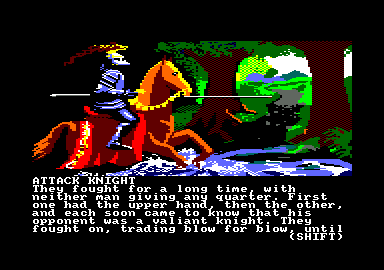 ATTACK KNIGHT
They fought for a long time, with
neither man giving any quarter. First
one had the upper hand, then the other,
and each soon came to know that his
opponent was a valiant knight. They
fought on, trading blow for blow, until
(SHIFT)